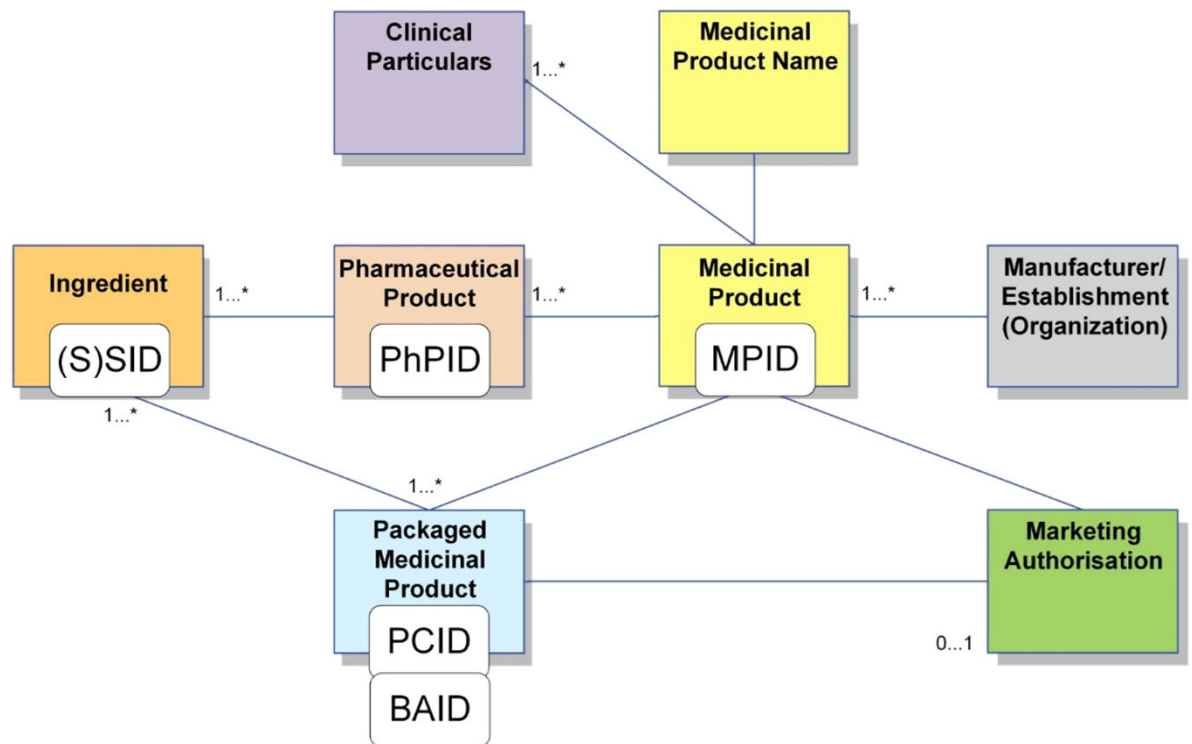 Clinical
Particulars
1...*
Medicinal
Product Name
Ingredient
(S)SID
1...*
1...*
Pharmaceutical
Product
PhPID
1...*
Medicinal
Product
MPID
1...*
Manufacturer/
Establishment
(Organization)
1...*
Packaged
Medicinal
Product
PCID
BAID
Marketing
Authorisation
0...1